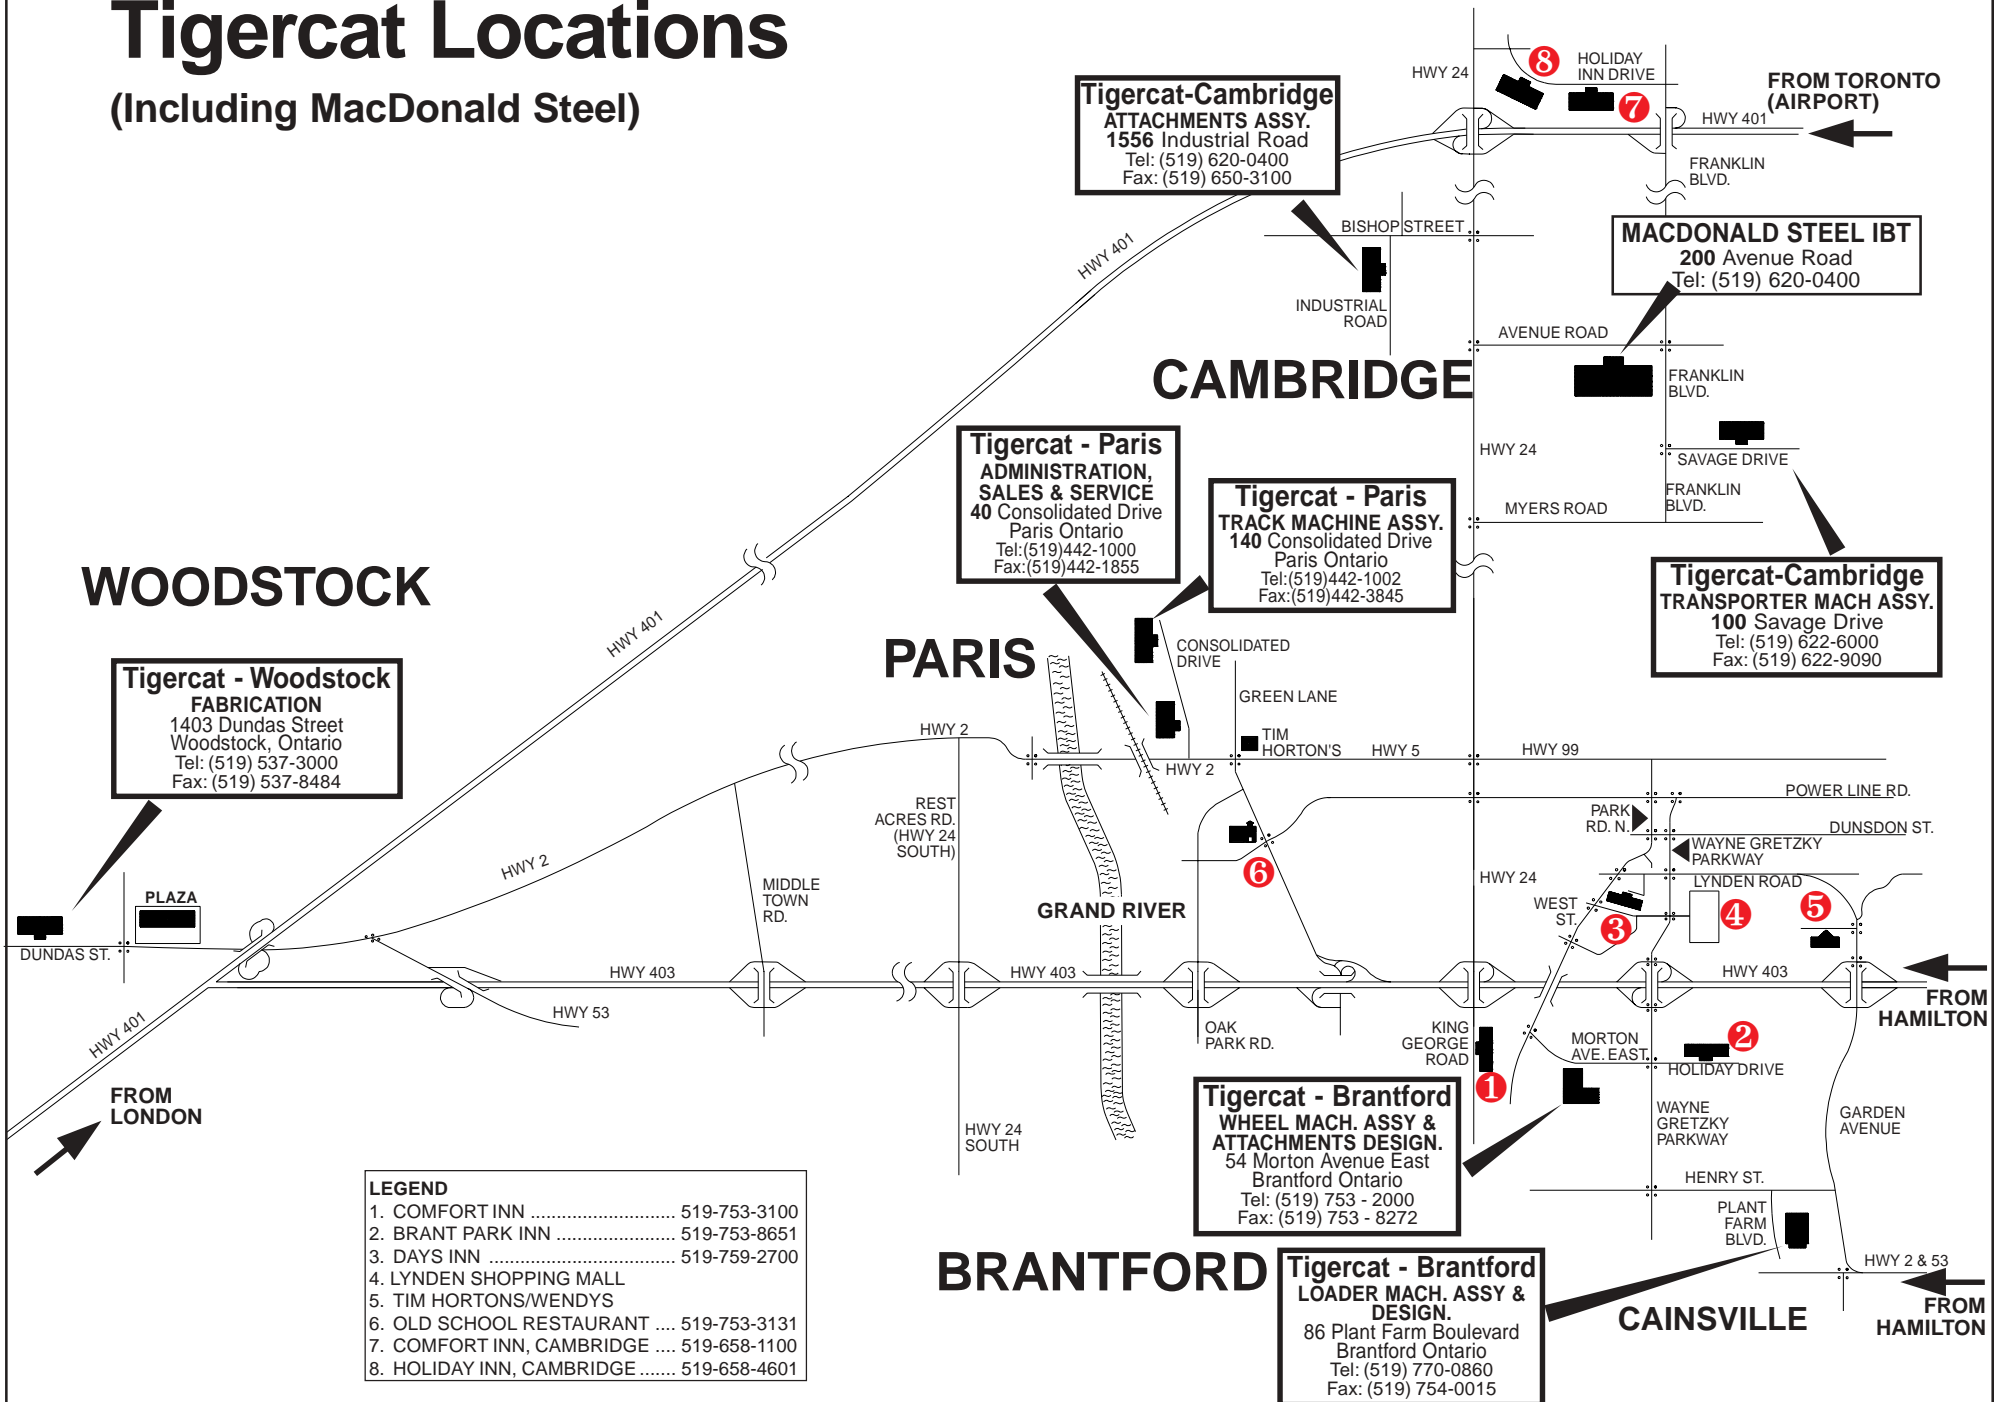 Tigercat Locations
(Including MacDonald Steel)
HWY 24
8
HOLIDAY
INN DRIVE
7
FROM TORONTO
(AIRPORT)
HWY 401
FRANKLIN
BLVD.
Tigercat-Cambridge
ATTACHMENTS ASSY.
1556 Industrial Road
Tel: (519) 620-0400
Fax: (519) 650-3100
HWY 401
BISHOP STREET
INDUSTRIAL
ROAD
MACDONALD STEEL IBT
200 Avenue Road
Tel: (519) 620-0400
AVENUE ROAD
CAMBRIDGE
FRANKLIN
BLVD.
HWY 24
SAVAGE DRIVE
FRANKLIN
BLVD.
MYERS ROAD
Tigercat - Paris
ADMINISTRATION,
SALES & SERVICE
40 Consolidated Drive
Paris Ontario
Tel:(519)442-1000
Fax:(519)442-1855
Tigercat - Paris
TRACK MACHINE ASSY.
140 Consolidated Drive
Paris Ontario
Tel:(519)442-1002
Fax:(519)442-3845
Tigercat-Cambridge
TRANSPORTER MACH ASSY.
100 Savage Drive
Tel: (519) 622-6000
Fax: (519) 622-9090
WOODSTOCK
HWY 401
PARIS
CONSOLIDATED
DRIVE
GREEN LANE
Tigercat - Woodstock
FABRICATION
1403 Dundas Street
Woodstock, Ontario
Tel: (519) 537-3000
Fax: (519) 537-8484
HWY 2
TIM
HORTON'S
HWY 5
HWY 99
HWY 2
REST
ACRES RD.
(HWY 24
SOUTH)
POWER LINE RD.
PARK
RD. N.
DUNSDON ST.
WAYNE GRETZKY
PARKWAY
HWY 2
6
HWY 24
LYNDEN ROAD
PLAZA
MIDDLE
TOWN
RD.
GRAND RIVER
WEST
ST.
3
4
5
DUNDAS ST.
HWY 403
HWY 403
HWY 403
FROM
HAMILTON
HWY 53
HWY 401
OAK
PARK RD.
KING
GEORGE
ROAD
1
MORTON
AVE. EAST
2
HOLIDAY DRIVE
FROM
LONDON
HWY 24
SOUTH
Tigercat - Brantford
WHEEL MACH. ASSY &
ATTACHMENTS DESIGN.
54 Morton Avenue East
Brantford Ontario
Tel: (519) 753 - 2000
Fax: (519) 753 - 8272
WAYNE
GRETZKY
PARKWAY
GARDEN
AVENUE
HENRY ST.
PLANT
FARM
BLVD.
HWY 2 & 53
FROM
HAMILTON
LEGEND
1. COMFORT INN ............................ 519-753-3100
2. BRANT PARK INN ....................... 519-753-8651
3. DAYS INN .................................... 519-759-2700
4. LYNDEN SHOPPING MALL
5. TIM HORTONS/WENDYS
6. OLD SCHOOL RESTAURANT .... 519-753-3131
7. COMFORT INN, CAMBRIDGE .... 519-658-1100
8. HOLIDAY INN, CAMBRIDGE ....... 519-658-4601
BRANTFORD
Tigercat - Brantford
LOADER MACH. ASSY &
DESIGN.
86 Plant Farm Boulevard
Brantford Ontario
Tel: (519) 770-0860
Fax: (519) 754-0015
CAINSVILLE